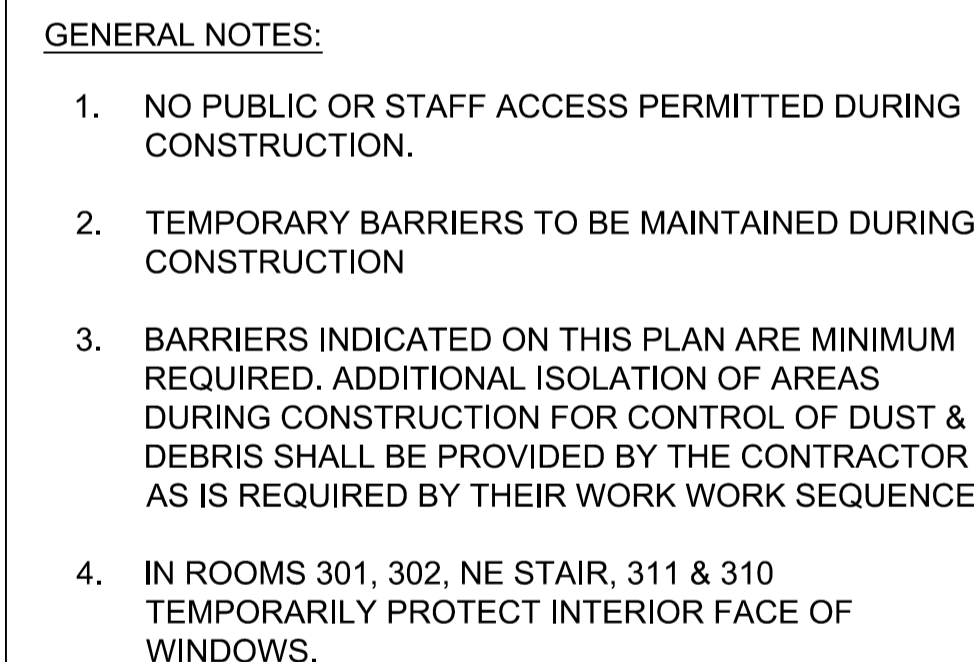 GENERAL NOTES:
1. NO PUBLIC OR STAFF ACCESS PERMITTED DURING
CONSTRUCTION.
2. TEMPORARY BARRIERS TO BE MAINTAINED DURING
CONSTRUCTION
3. BARRIERS INDICATED ON THIS PLAN ARE MINIMUM
REQUIRED. ADDITIONAL ISOLATION OF AREAS
DURING CONSTRUCTION FOR CONTROL OF DUST &
DEBRIS SHALL BE PROVIDED BY THE CONTRACTOR
AS IS REQUIRED BY THEIR WORK WORK SEQUENCE
4. IN ROOMS 301, 302, NE STAIR, 311 & 310
TEMPORARILY PROTECT INTERIOR FACE OF
WINDOWS.